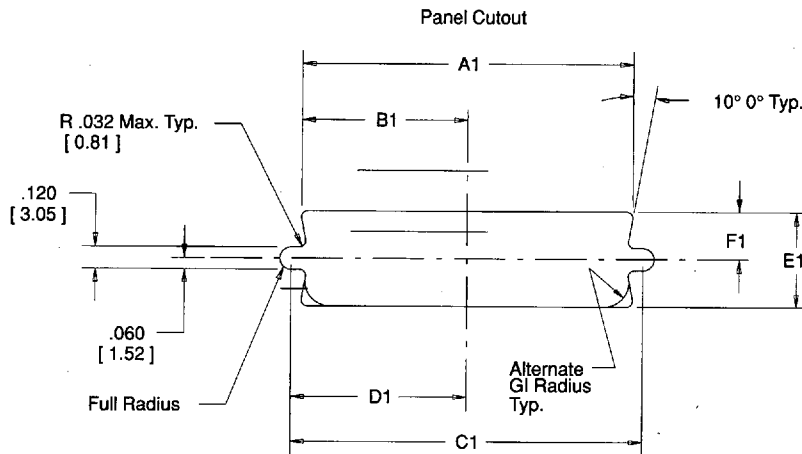 Panel Cutout
A1
10° 0° Typ.
B1
R .032 Max. Typ.
[ 0.81 ]
.120
[ 3.05 ]
F1
E1
.060
[ 1.52 ]
Full Radius
D1
Alternate
GI Radius
Typ.
C1